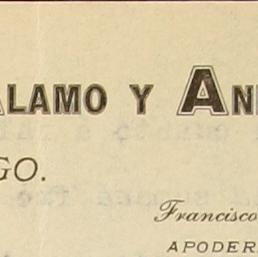 ALAMO Y AN
GO.
Francisco
APODER